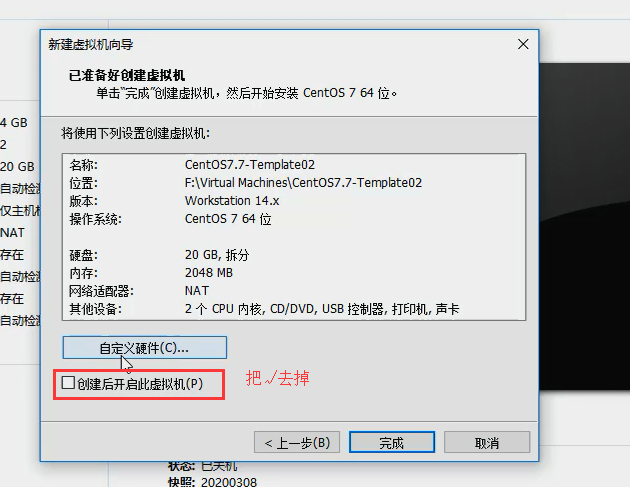 新建虚拟机向导
已准备好创建虚拟机
单击“完成”创建虚拟机，然后开始安装 CentOS 7 64 位。
将使用下列设置创建虚拟机:
名称: CentOS7.7-Template02
位置: F:\Virtual Machines\CentOS7.7-Template02
版本: Workstation 14.x
操作系统: CentOS 7 64 位
硬盘: 20 GB, 拆分
内存: 2048 MB
网络适配器: NAT
其他设备: 2 个 CPU 内核, CD/DVD, USB 控制器, 打印机, 声卡
自定义硬件(C)...
创建后开启此虚拟机(P)
把√去掉
< 上一步(B)
完成
取消
4 GB
2
20 GB
自动检测
仅主机模
NAT
存在
自动检测
存在
自动检测
状态: 已关机
快照: 20200308